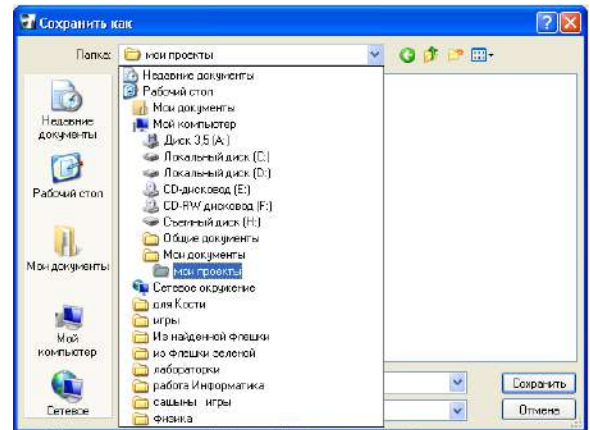 Сохранить как
Папка: мои проекты
Недавние документы
Рабочий стол
Мои документы
Мой компьютер
Диск 3,5 (A:)
Локальный диск (C:)
Локальный диск (D:)
CD-дисковод (E:)
CD-RW дисковод (F:)
Съемный диск (H:)
Общие документы
Мои документы
мои проекты
Сетевое окружение
для Кости
игры
Из найденной флешки
из флешки зеленой
лабораторки
работа Информатика
сашыны игры
физика
Недавние
документы
Рабочий стол
Мои документы
Мой
компьютер
Сетевое
Сохранить
Отмена